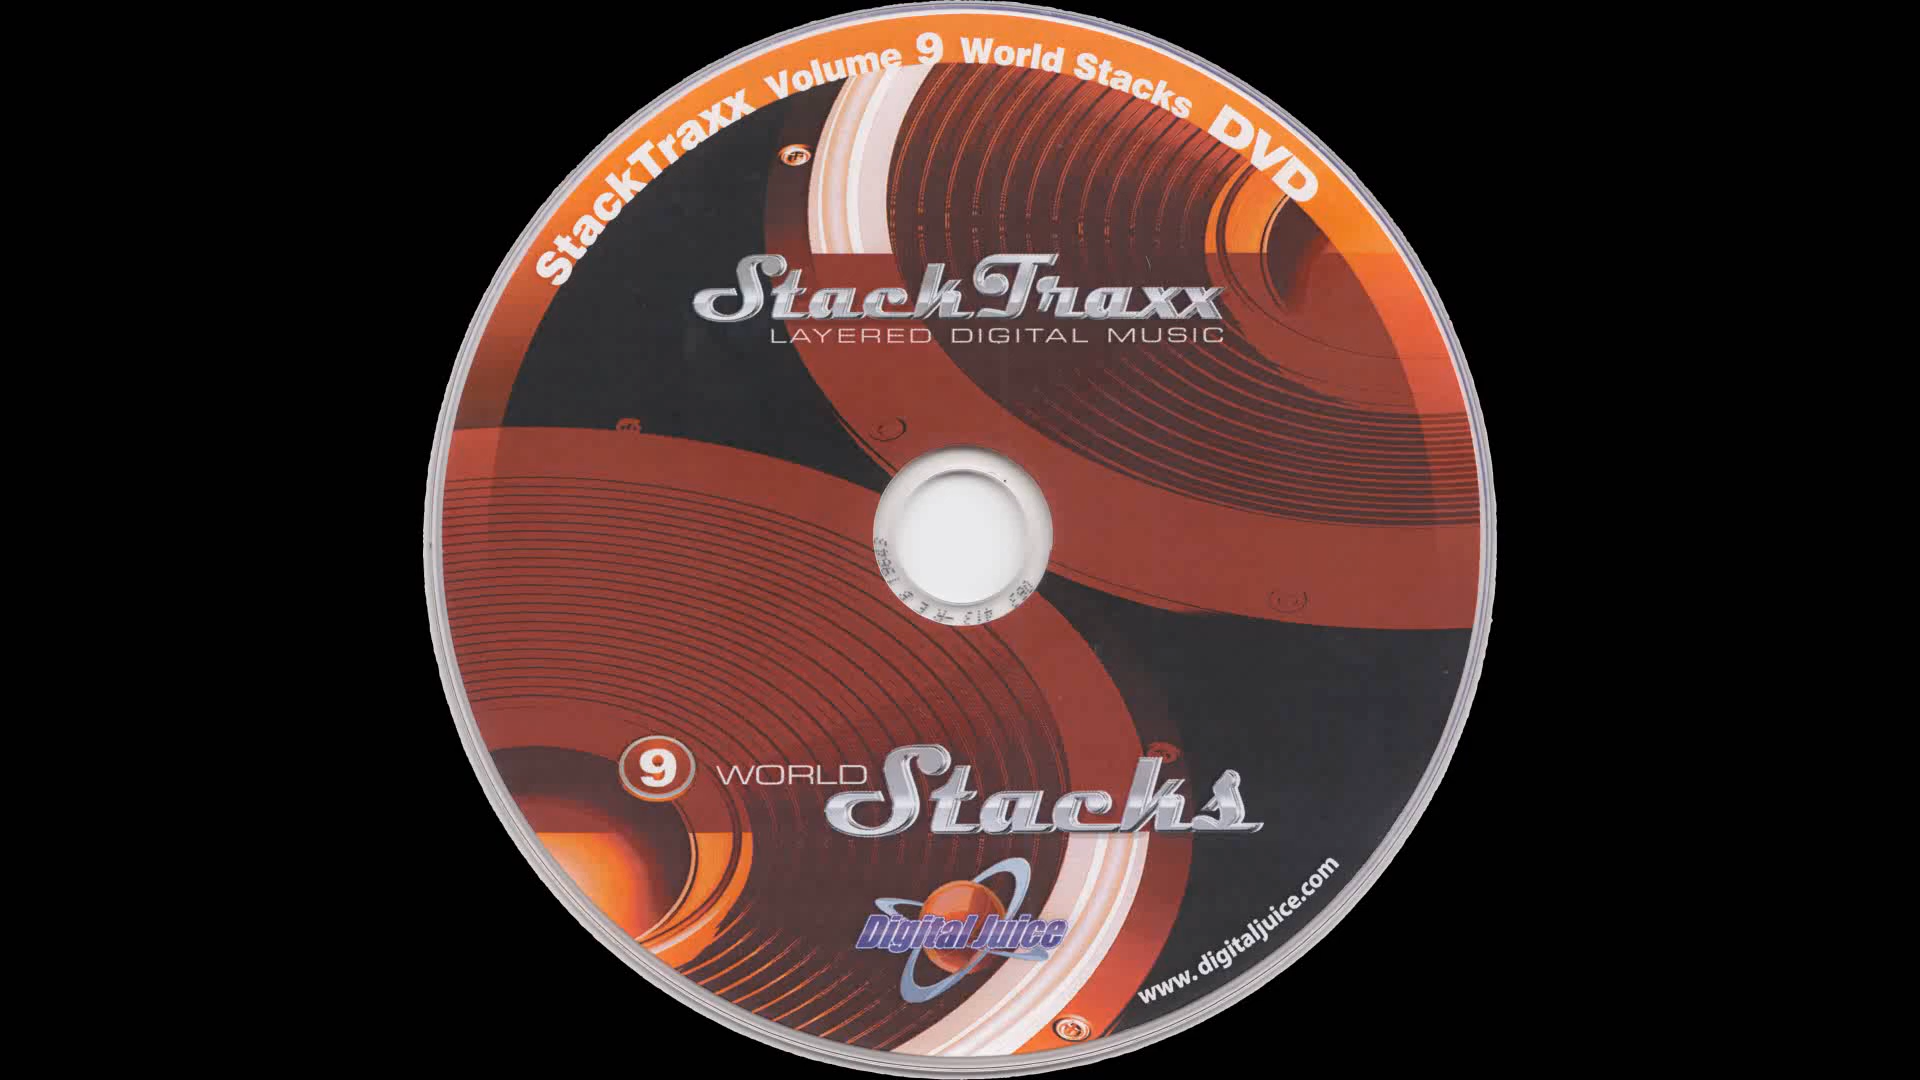 StackTraxx Volume 9 World Stacks DVD
StackTraxx
LAYERED DIGITAL MUSIC
9 WORLD Stacks
Digital Juice
www.digitaljuice.com